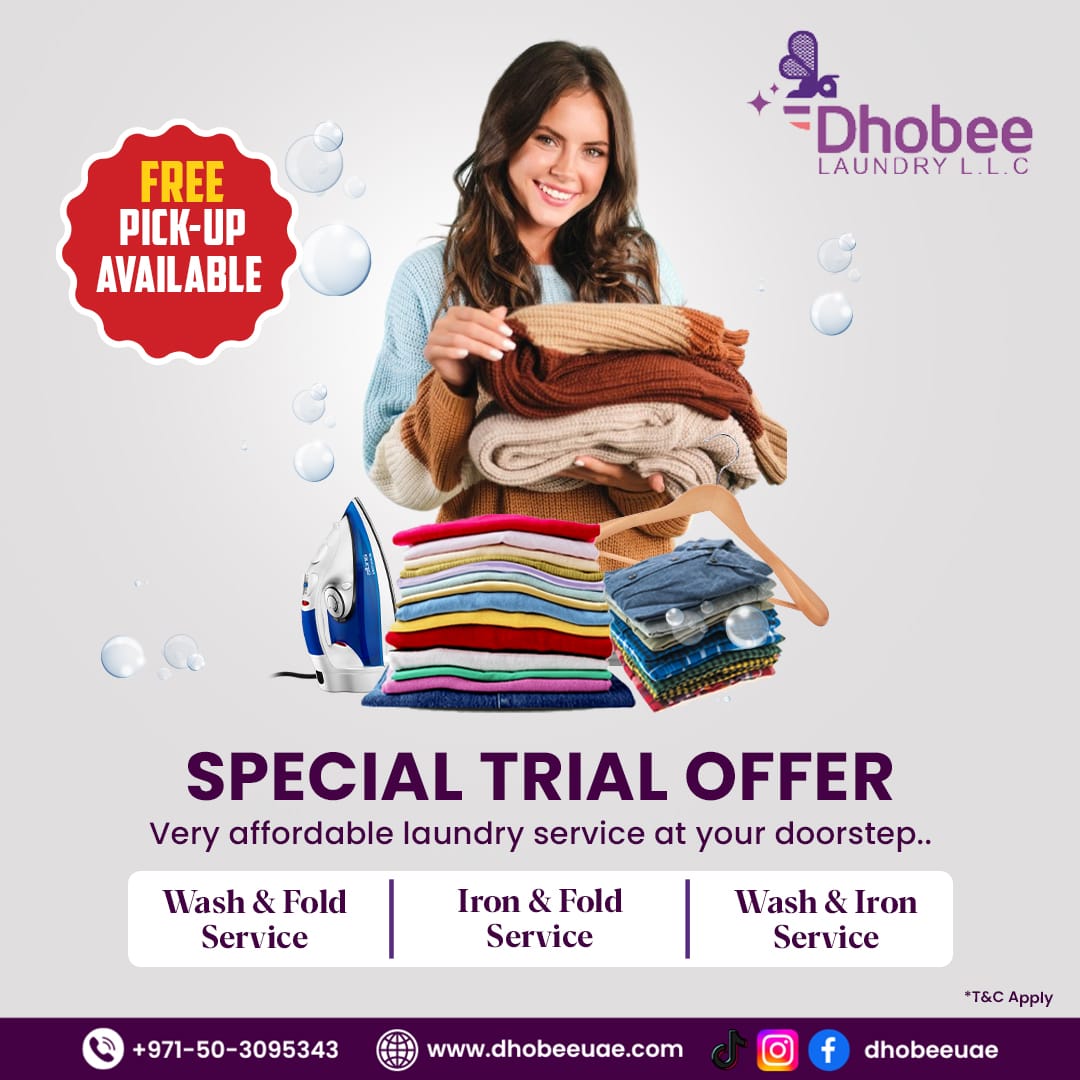 FREE
PICK-UP
AVAILABLE
Dhobee
LAUNDRY L.L.C
SPECIAL TRIAL OFFER
Very affordable laundry service at your doorstep..
Wash & Fold
Service
Iron & Fold
Service
Wash & Iron
Service
*T&C Apply
+971-50-3095343
www.dhobeeuae.com
dhobeeuae